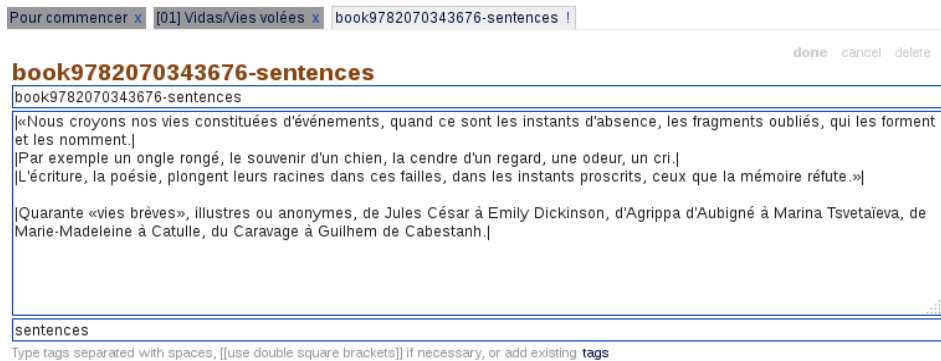 Pour commencer x [01] Vidas/Vies volées x book9782070343676-sentences !
done cancel delete
book9782070343676-sentences
book9782070343676-sentences
|«Nous croyons nos vies constituées d'événements, quand ce sont les instants d'absence, les fragments oubliés, qui les forment
et les nomment.|
|Par exemple un ongle rongé, le souvenir d'un chien, la cendre d'un regard, une odeur, un cri.|
|L'écriture, la poésie, plongent leurs racines dans ces failles, dans les instants proscrits, ceux que la mémoire réfute.»|
|Quarante «vies brèves», illustres ou anonymes, de Jules César à Emily Dickinson, d'Agrippa d'Aubigné à Marina Tsvetaïeva, de
Marie-Madeleine à Catulle, du Caravage à Guilhem de Cabestanh.|
sentences
Type tags separated with spaces, [[use double square brackets]] if necessary, or add existing tags